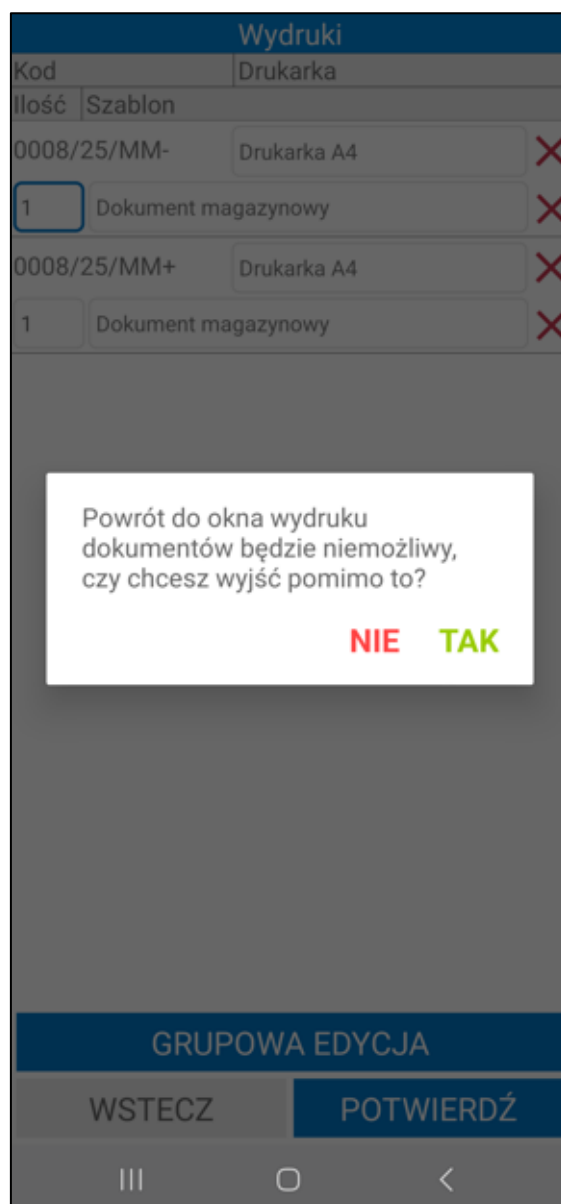 Wydruki
Kod Drukarka
Ilość Szablon
0008/25/MM- Drukarka A4
1 Dokument magazynowy
0008/25/MM+ Drukarka A4
1 Dokument magazynowy
Powrót do okna wydruku
dokumentów będzie niemożliwy,
czy chcesz wyjść pomimo to?
NIE TAK
GRUPOWA EDYCJA
WSTECZ POTWIERDŹ